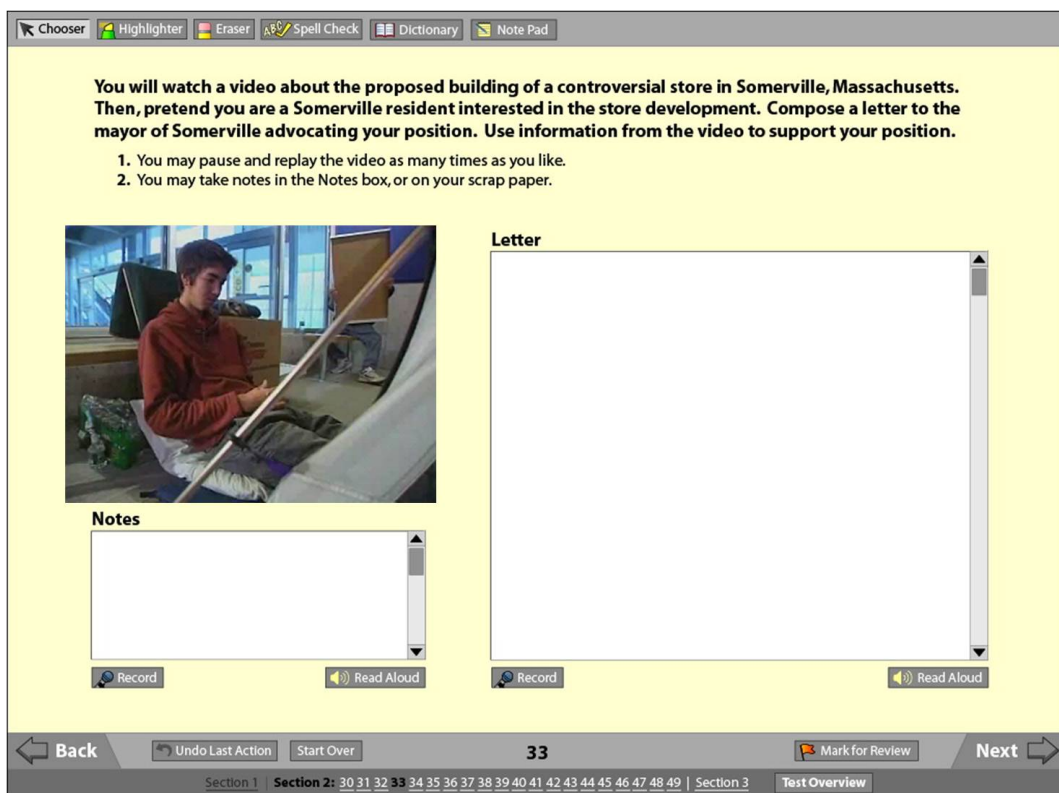 Chooser Highlighter Eraser ABC Spell Check Dictionary Note Pad
You will watch a video about the proposed building of a controversial store in Somerville, Massachusetts.
Then, pretend you are a Somerville resident interested in the store development. Compose a letter to the
mayor of Somerville advocating your position. Use information from the video to support your position.
1. You may pause and replay the video as many times as you like.
2. You may take notes in the Notes box, or on your scrap paper.
Letter
Notes
Record Read Aloud Record Read Aloud
Back Undo Last Action Start Over 33 Mark for Review Next
Section 1 | Section 2: 30 31 32 33 34 35 36 37 38 39 40 41 42 43 44 45 46 47 48 49 | Section 3 Test Overview